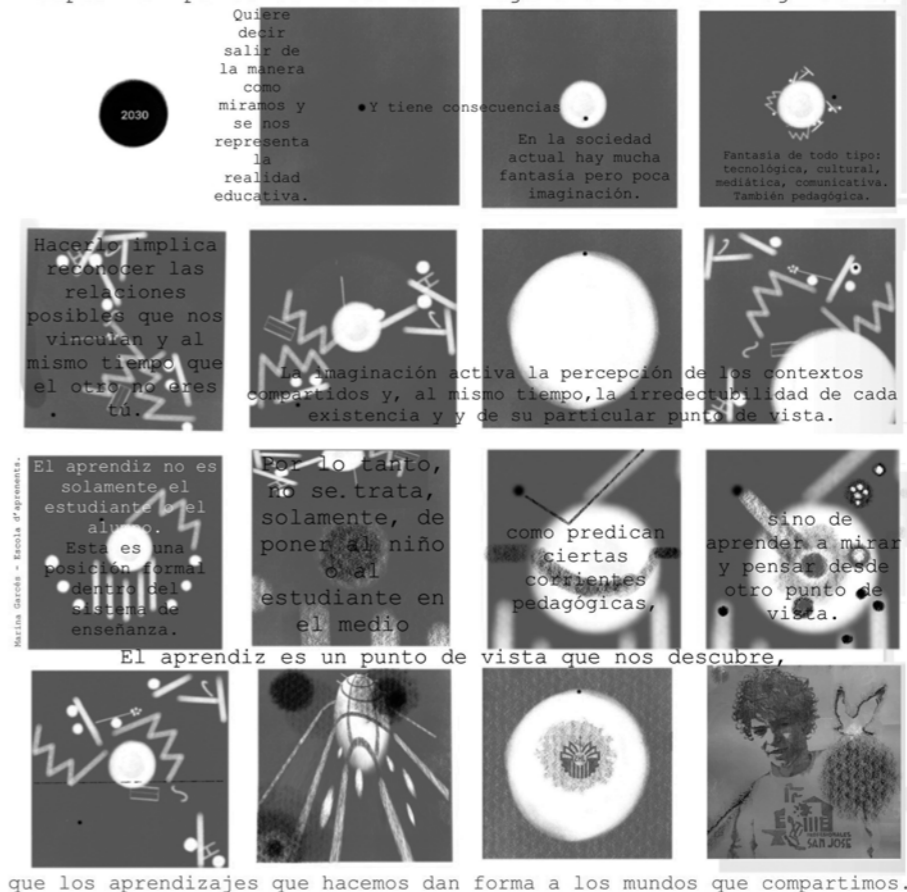 2030
Quiere
decir
salir de
la manera
como
miramos y
se nos
representa
la
realidad
educativa.
Y tiene consecuencias
En la sociedad
actual hay mucha
fantasía pero poca
imaginación.
Fantasía de todo tipo:
tecnológica, cultural,
mediática, comunicativa.
También pedagógica.
Hacerlo implica
reconocer las
relaciones
posibles que nos
vinculan y al
mismo tiempo que
el otro no eres
tú.
La imaginación activa la percepción de los contextos
compartidos y, al mismo tiempo,la irredectubilidad de cada
existencia y y de su particular punto de vista.
Marina Garcés - Escola d'aprenents.
El aprendiz no es
solamente el
estudiante o el
alumno.
Esta es una
posición formal
dentro del
sistema de
enseñanza.
Por lo tanto,
no se.trata,
solamente, de
poner al niño
o al
estudiante en
el medio
como predican
ciertas
corrientes
pedagógicas,
sino de
aprender a mirar
y pensar desde
otro punto de
vista.
El aprendiz es un punto de vista que nos descubre,
SAN JOSE
que los aprendizajes que hacemos dan forma a los mundos que compartimos.